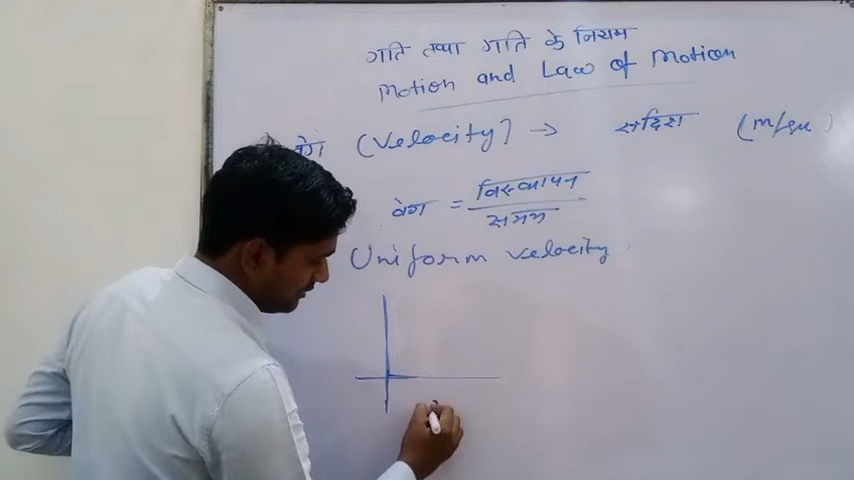 गति तथा गति के नियम
Motion and Law of Motion
वेग (Velocity) → सदिश (m/sec)
वेग = विस्थापन / समय
Uniform velocity